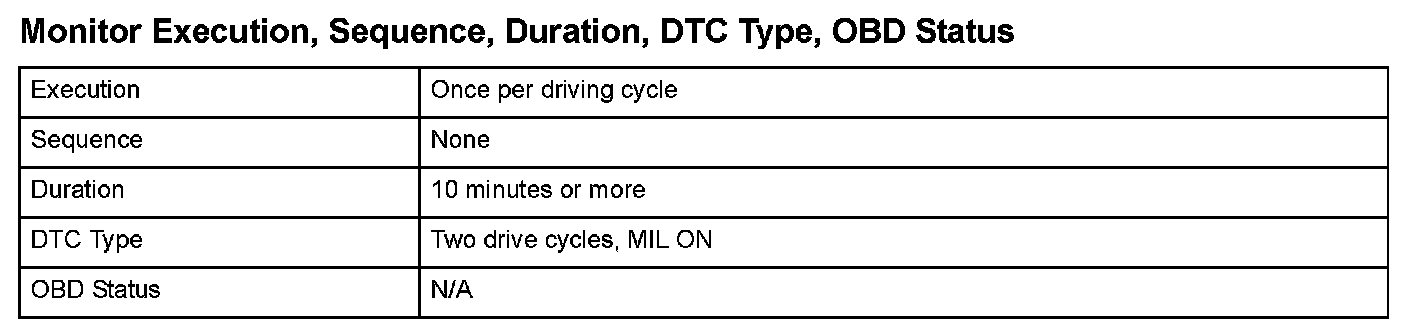 Monitor Execution, Sequence, Duration, DTC Type, OBD Status
Execution Once per driving cycle
Sequence None
Duration 10 minutes or more
DTC Type Two drive cycles, MIL ON
OBD Status N/A